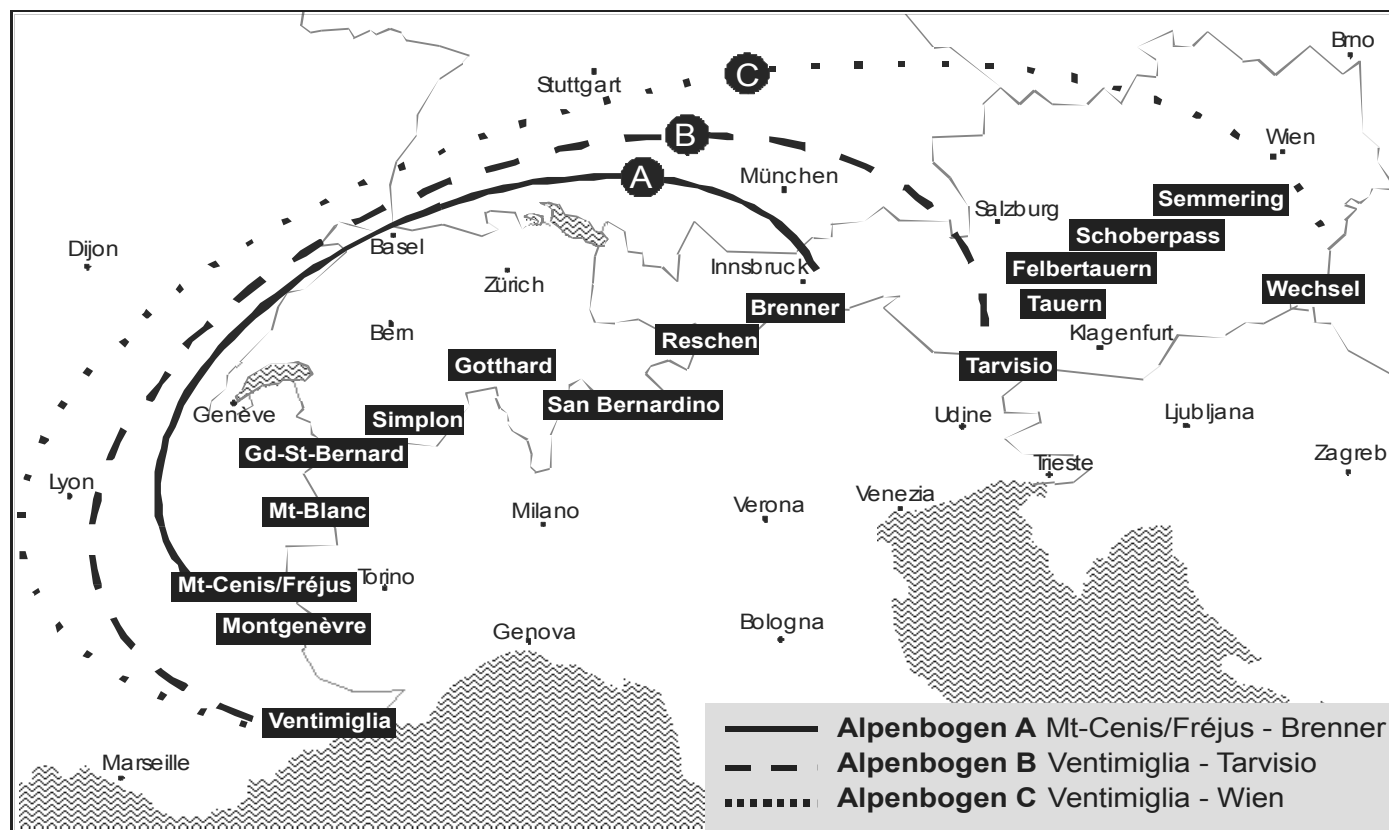 Brno
C
Stuttgart
B
Wien
A
München
Semmering
Salzburg
Schoberpass
Dijon
Basel
Innsbruck
Felbertauern
Zürich
Wechsel
Brenner
Tauern
Bern
Reschen
Klagenfurt
Gotthard
Tarvisio
San Bernardino
Genève
Simplon
Udine
Ljubljana
Gd-St-Bernard
Zagreb
Trieste
Lyon
Venezia
Mt-Blanc
Milano
Verona
Mt-Cenis/Fréjus
Torino
Montgenèvre
Genova
Bologna
Ventimiglia
Marseille
Alpenbogen A Mt-Cenis/Fréjus - Brenner
Alpenbogen B Ventimiglia - Tarvisio
Alpenbogen C Ventimiglia - Wien